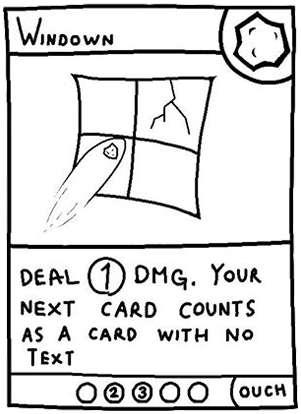 WINDOWN
DEAL 1 DMG. YOUR
NEXT CARD COUNTS
AS A CARD WITH NO
TEXT
2 3
OUCH